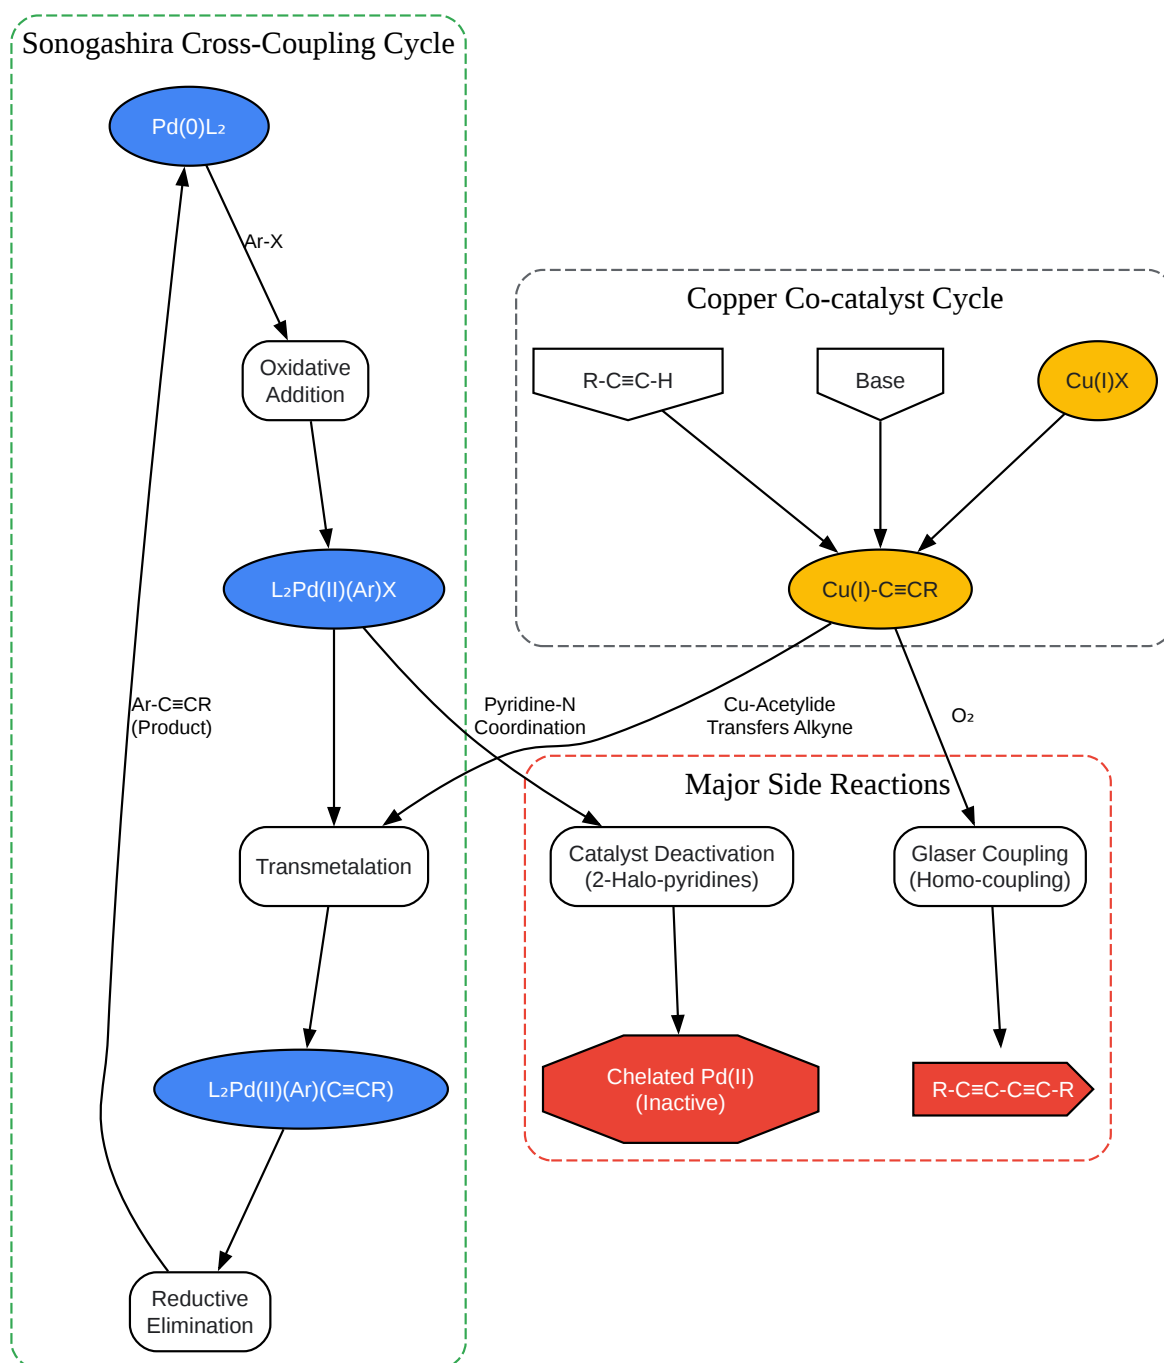 Sonogashira Cross-Coupling Cycle
Pd(0)L₂
Ar-X
Oxidative
Addition
L₂Pd(II)(Ar)X
Ar-C≡CR
(Product)
Transmetalation
L₂Pd(II)(Ar)(C≡CR)
Reductive
Elimination
Copper Co-catalyst Cycle
R-C≡C-H
Base
Cu(I)X
Cu(I)-C≡CR
Pyridine-N
Coordination
Cu-Acetylide
Transfers Alkyne
O₂
Major Side Reactions
Catalyst Deactivation
(2-Halo-pyridines)
Glaser Coupling
(Homo-coupling)
Chelated Pd(II)
(Inactive)
R-C≡C-C≡C-R